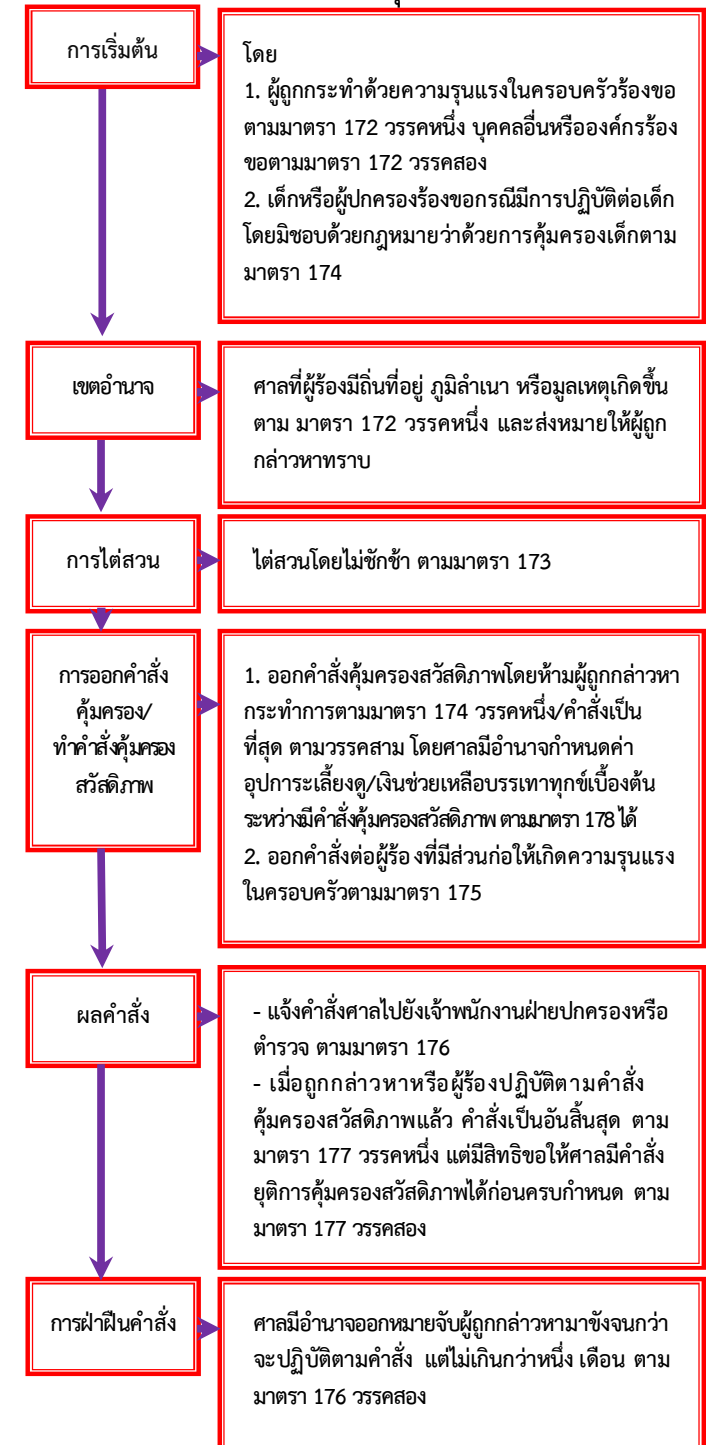 การเริ่มต้น
โดย
1. ผู้ถูกกระทำด้วยความรุนแรงในครอบครัวร้องขอ
ตามมาตรา 172 วรรคหนึ่ง บุคคลอื่นหรือองค์กรร้อง
ขอตามมาตรา 172 วรรคสอง
2. เด็กหรือผู้ปกครองร้องขอกรณีมีการปฏิบัติต่อเด็ก
โดยมิชอบด้วยกฎหมายว่าด้วยการคุ้มครองเด็กตาม
มาตรา 174
เขตอำนาจ
ศาลที่ผู้ร้องมีถิ่นที่อยู่ ภูมิลำเนา หรือมูลเหตุเกิดขึ้น
ตาม มาตรา 172 วรรคหนึ่ง และส่งหมายให้ผู้ถูก
กล่าวหาทราบ
การไต่สวน
ไต่สวนโดยไม่ชักช้า ตามมาตรา 173
การออกคำสั่ง
คุ้มครอง/
ทำคำสั่งคุ้มครอง
สวัสดิภาพ
1. ออกคำสั่งคุ้มครองสวัสดิภาพโดยห้ามผู้ถูกกล่าวหา
กระทำการตามมาตรา 174 วรรคหนึ่ง/คำสั่งเป็น
ที่สุด ตามวรรคสาม โดยศาลมีอำนาจกำหนดค่า
อุปการะเลี้ยงดู/เงินช่วยเหลือบรรเทาทุกข์เบื้องต้น
ระหว่างมีคำสั่งคุ้มครองสวัสดิภาพ ตามมาตรา 178 ได้
2. ออกคำสั่งต่อผู้ร้องที่มีส่วนก่อให้เกิดความรุนแรง
ในครอบครัวตามมาตรา 175
ผลคำสั่ง
- แจ้งคำสั่งศาลไปยังเจ้าพนักงานฝ่ายปกครองหรือ
ตำรวจ ตามมาตรา 176
- เมื่อถูกกล่าวหาหรือผู้ร้องปฏิบัติตามคำสั่ง
คุ้มครองสวัสดิภาพแล้ว คำสั่งเป็นอันสิ้นสุด ตาม
มาตรา 177 วรรคหนึ่ง แต่มีสิทธิขอให้ศาลมีคำสั่ง
ยุติการคุ้มครองสวัสดิภาพได้ก่อนครบกำหนด ตาม
มาตรา 177 วรรคสอง
การฝ่าฝืนคำสั่ง
ศาลมีอำนาจออกหมายจับผู้ถูกกล่าวหามาขังจนกว่า
จะปฏิบัติตามคำสั่ง แต่ไม่เกินกว่าหนึ่ง เดือน ตาม
มาตรา 176 วรรคสอง